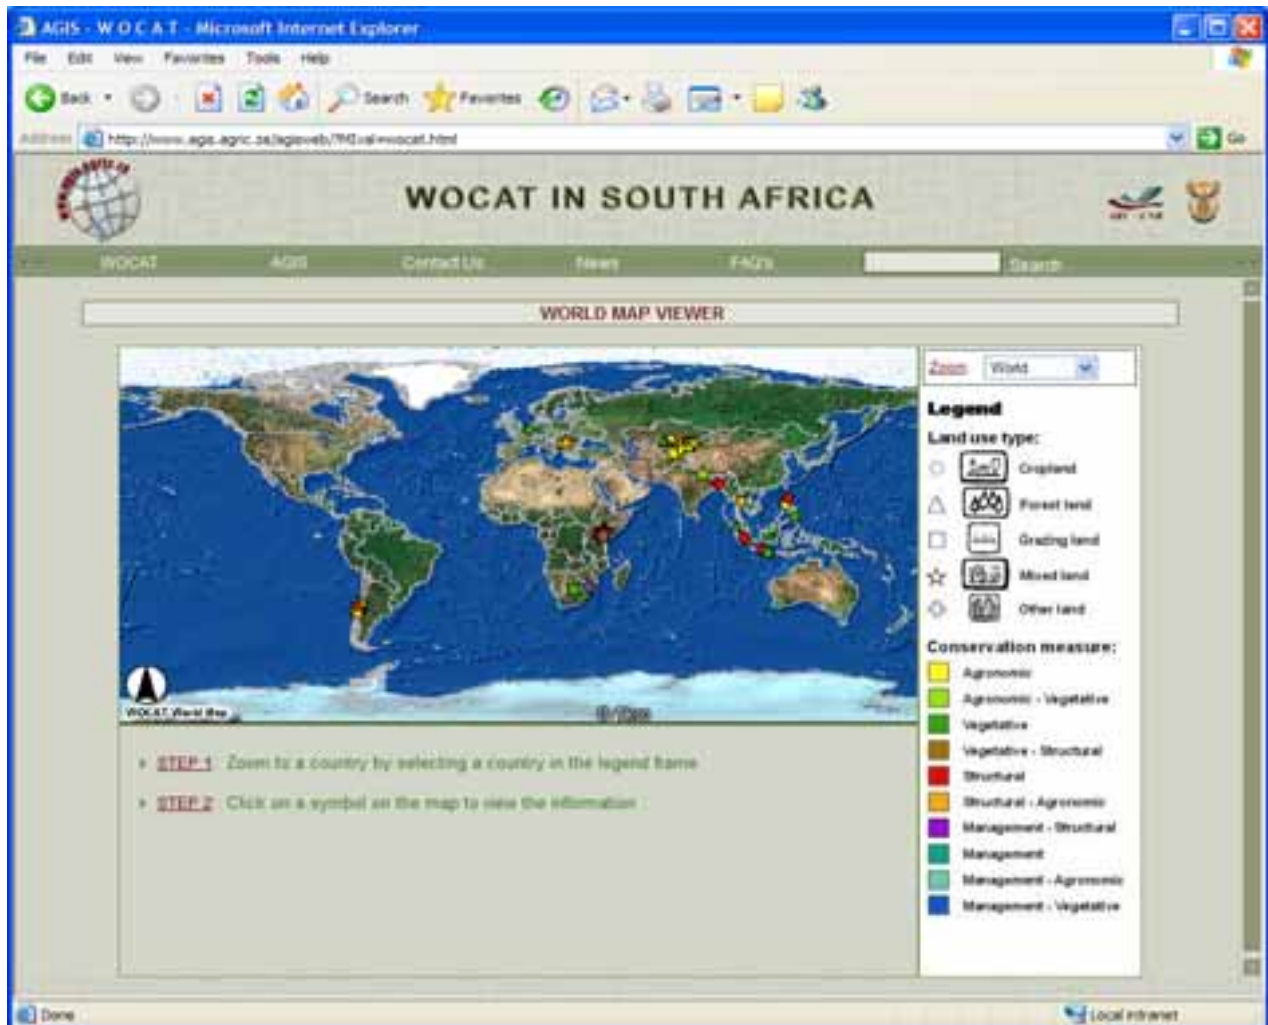 AGIS - W O C A T - Microsoft Internet Explorer
File Edit View Favorites Tools Help
Back Search Favorites
Address http://www.agis.agric.za/agisweb/?MIval=wocat.html Go
WOCAT IN SOUTH AFRICA
WOCAT AGIS Contact Us News FAQ's Search
WORLD MAP VIEWER
Zoom World
Legend
Land use type:
Cropland
Forest land
Grazing land
Mixed land
Other land
Conservation measure:
Agronomic
Agronomic - Vegetative
Vegetative
Vegetative - Structural
Structural
Structural - Agronomic
Management - Structural
Management
Management - Agronomic
Management - Vegetative
WOCAT World Map
STEP 1 Zoom to a country by selecting a country in the legend frame
STEP 2 Click on a symbol on the map to view the information
Done Local intranet